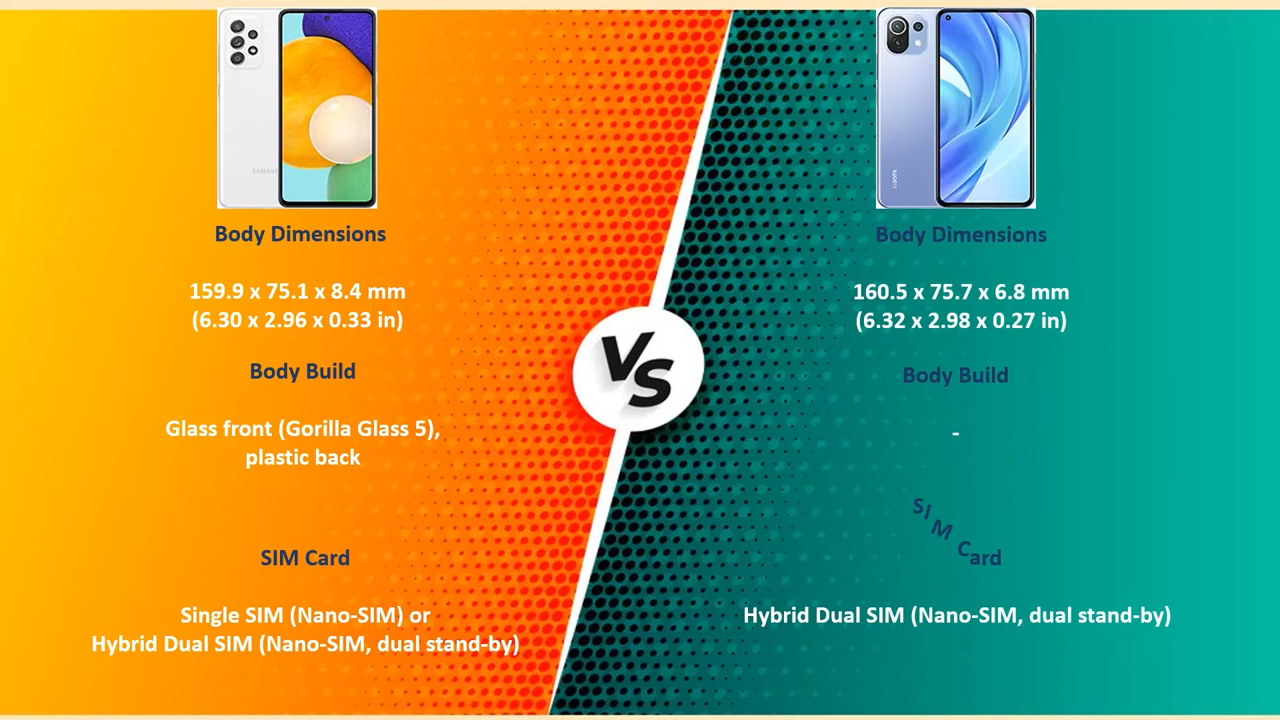 SAMSUNG
xiaomi
Body Dimensions
159.9 x 75.1 x 8.4 mm
(6.30 x 2.96 x 0.33 in)
Body Build
Glass front (Gorilla Glass 5),
plastic back
SIM Card
Single SIM (Nano-SIM) or
Hybrid Dual SIM (Nano-SIM, dual stand-by)
VS
Body Dimensions
160.5 x 75.7 x 6.8 mm
(6.32 x 2.98 x 0.27 in)
Body Build
-
SIM Card
Hybrid Dual SIM (Nano-SIM, dual stand-by)